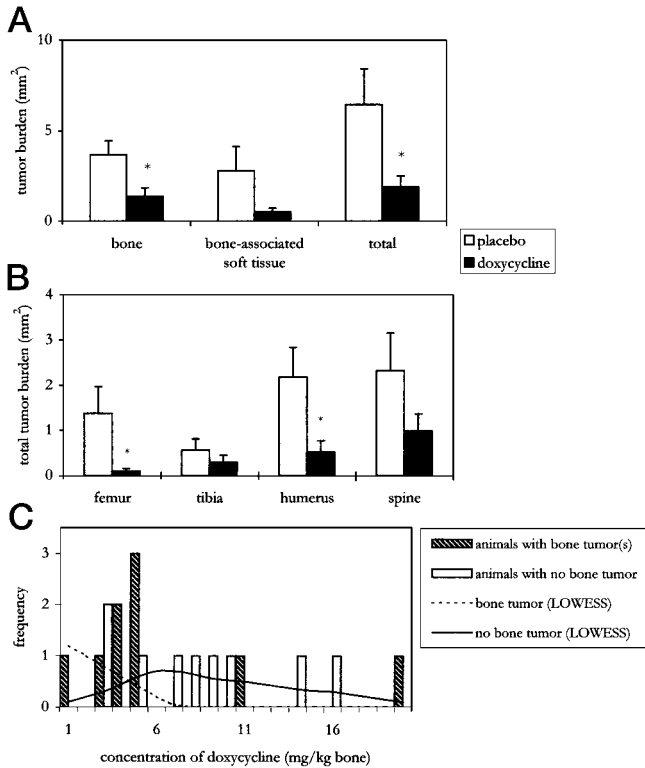 A
tumor burden (mm²)
10
5
0
*
*
bone
bone-associated
soft tissue
total
placebo
doxycycline
B
total tumor burden (mm²)
4
3
2
1
0
*
*
femur
tibia
humerus
spine
C
frequency
3
2
1
0
1
6
11
16
concentration of doxycycline (mg/kg bone)
animals with bone tumor(s)
animals with no bone tumor
bone tumor (LOWESS)
no bone tumor (LOWESS)